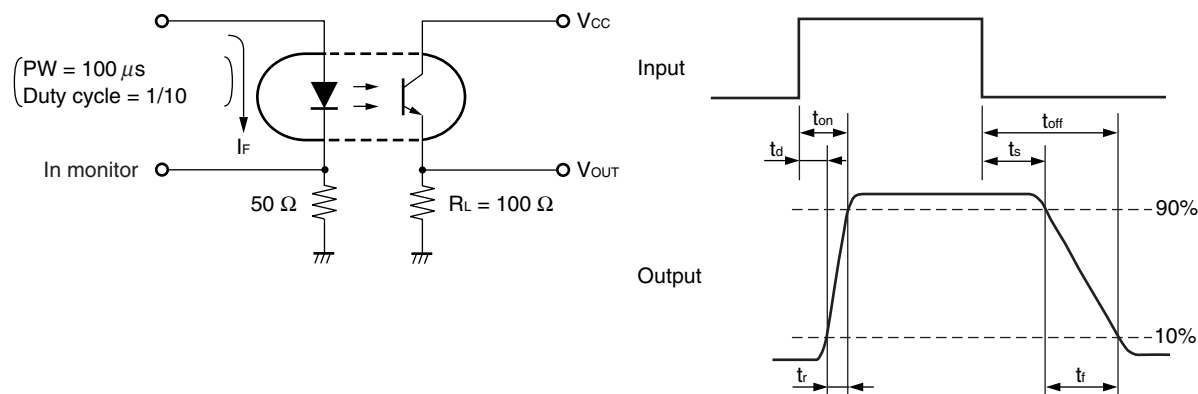 PW = 100 μs
Duty cycle = 1/10
IF
In monitor
50 Ω
VCC
VOUT
RL = 100 Ω
Input
ton
toff
td
ts
90%
Output
10%
tr
tf